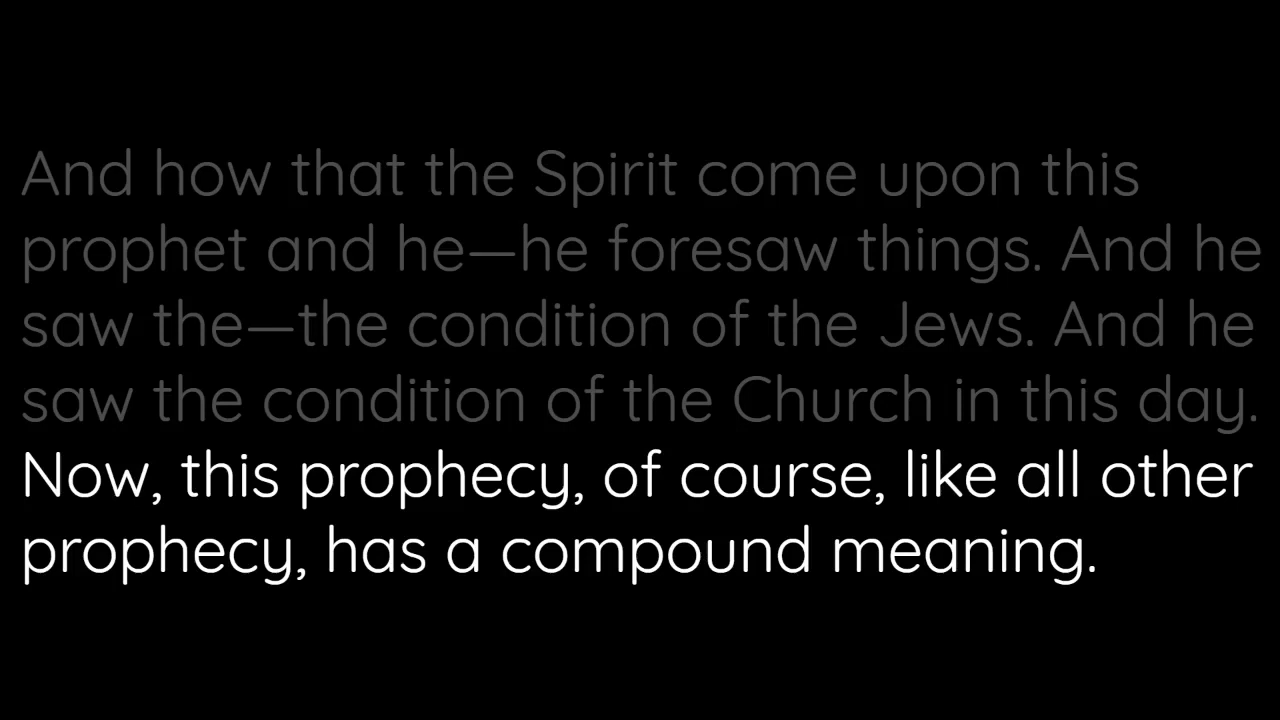 And how that the Spirit come upon this
prophet and he—he foresaw things. And he
saw the—the condition of the Jews. And he
saw the condition of the Church in this day.
Now, this prophecy, of course, like all other
prophecy, has a compound meaning.